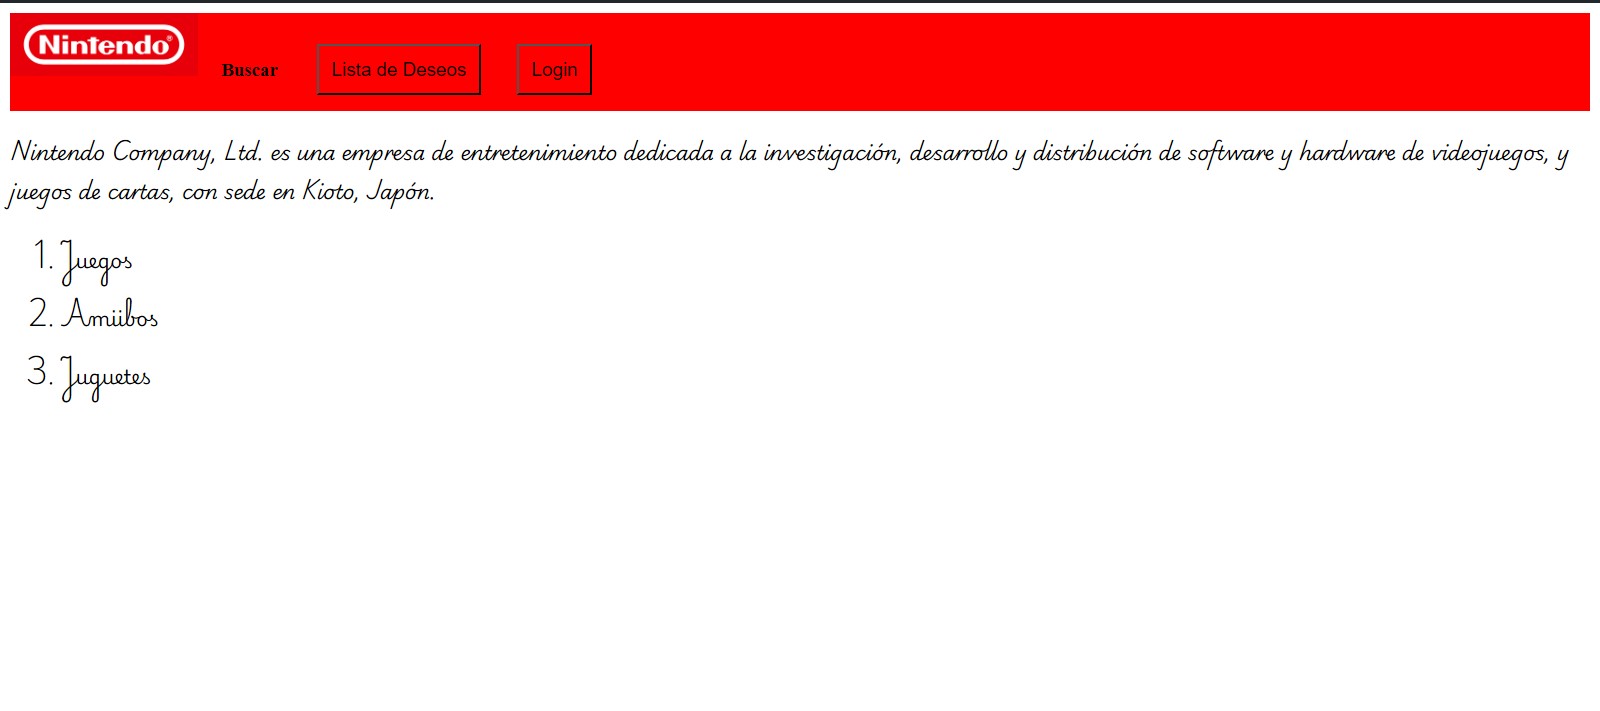 Nintendo®
Buscar Lista de Deseos Login
Nintendo Company, Ltd. es una empresa de entretenimiento dedicada a la investigación, desarrollo y distribución de software y hardware de videojuegos, y
juegos de cartas, con sede en Kioto, Japón.
1. Juegos
2. Amiibos
3. Juguetes